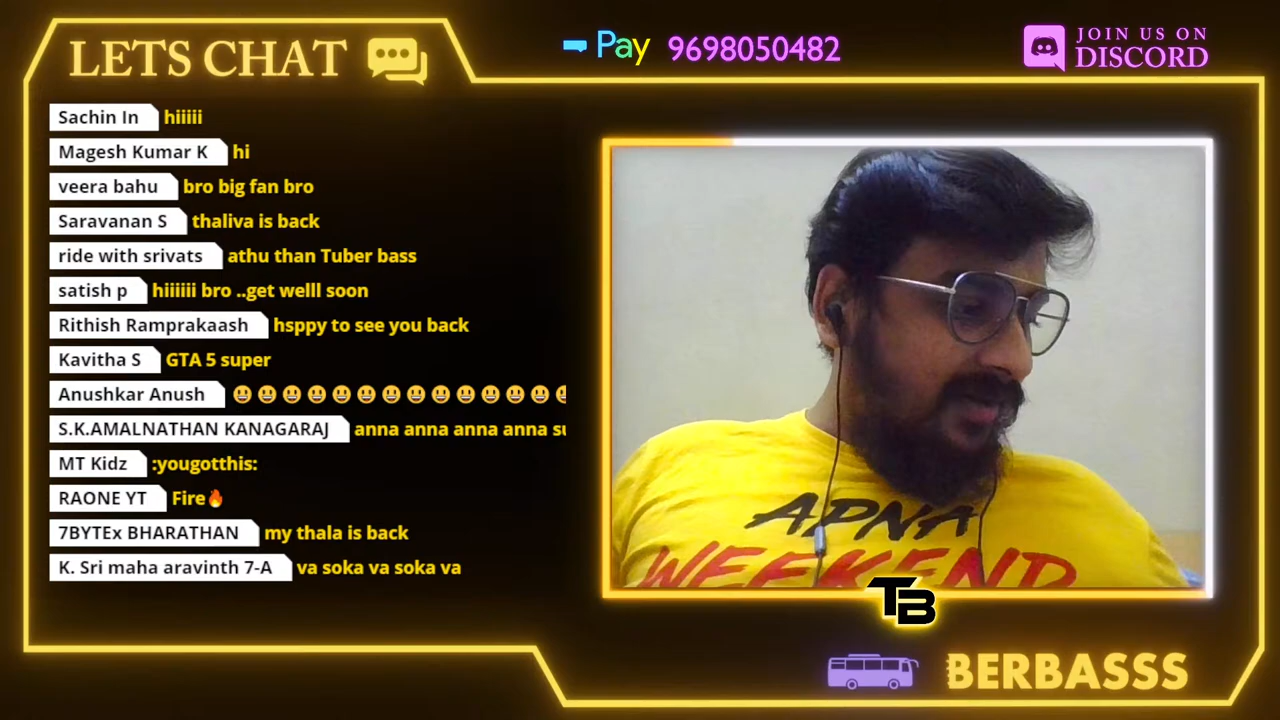 LETS CHAT
Pay 9698050482
JOIN US ON
DISCORD
Sachin In hiiiii
Magesh Kumar K hi
veera bahu bro big fan bro
Saravanan S thaliva is back
ride with srivats athu than Tuber bass
satish p hiiiiii bro ..get welll soon
Rithish Ramprakaash hsppy to see you back
Kavitha S GTA 5 super
Anushkar Anush 😀 😀 😀 😀 😀 😀 😀 😀 😀 😀 😀 😀 😀 😀
S.K.AMALNATHAN KANAGARAJ anna anna anna anna su
MT Kidz :yougotthis:
RAONE YT Fire🔥
7BYTEx BHARATHAN my thala is back
K. Sri maha aravinth 7-A va soka va soka va
APNA
WEEKEND
TB
BERBASSS